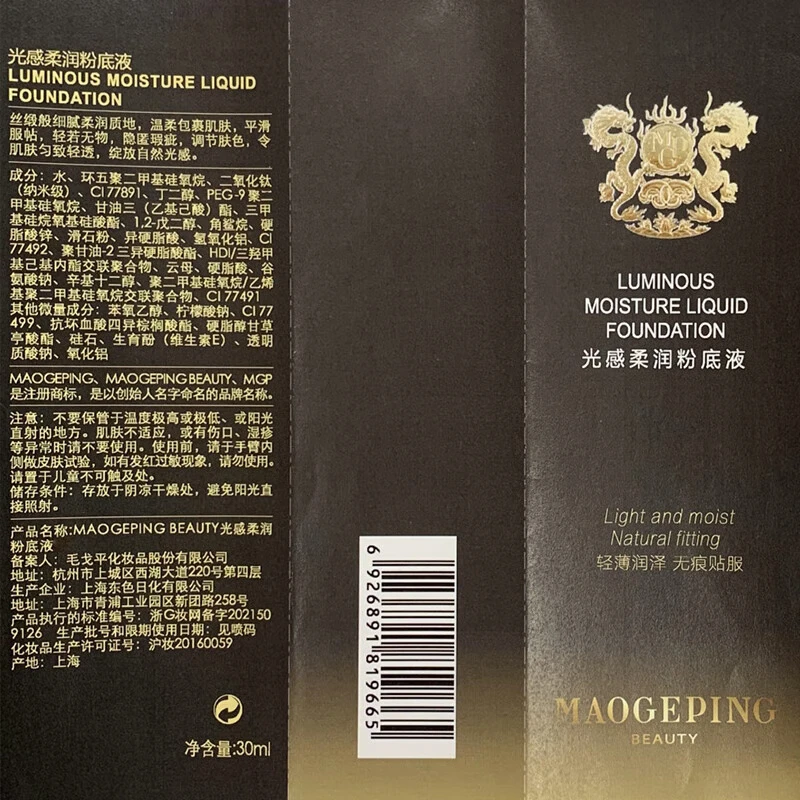 光感柔润粉底液
LUMINOUS MOISTURE LIQUID
FOUNDATION
丝缎般细腻柔润质地，温柔包裹肌肤，平滑
服帖，轻若无物，隐匿瑕疵，调节肤色，令
肌肤匀致轻透，绽放自然光感。
成分：水、环五聚二甲基硅氧烷、二氧化钛
（纳米级）、CI 77891、丁二醇、PEG-9 聚二
甲基硅氧烷、甘油三（乙基己酸）酯、三甲
基硅烷氧基硅酸酯、1,2-戊二醇、角鲨烷、硬
脂酸锌、滑石粉、异硬脂酸、氢氧化铝、CI
77492、聚甘油-2 三异硬脂酸酯、HDI/三羟甲
基己基内酯交联聚合物、云母、硬脂酸、谷
氨酸钠、辛基十二醇、聚二甲基硅氧烷/乙烯
基聚二甲基硅氧烷交联聚合物、CI 77491
其他微量成分：苯氧乙醇、柠檬酸钠、CI 77
499、抗坏血酸四异棕榈酸酯、硬脂醇甘草
亭酸酯、硅石、生育酚（维生素E）、透明
质酸钠、氧化铝
MAOGEPING、MAOGEPING BEAUTY、MGP
是注册商标，是以创始人名字命名的品牌名称。
注意：不要保管于温度极高或极低、或阳光
直射的地方。肌肤不适应，或有伤口、湿疹
等异常时请不要使用。使用前，请于手臂内
侧做皮肤试验，如有发红过敏现象，请勿使用。
请置于儿童不可触及处。
储存条件：存放于阴凉干燥处，避免阳光直
接照射。
产品名称:MAOGEPING BEAUTY光感柔润
粉底液
备案人：毛戈平化妆品股份有限公司
地址：杭州市上城区西湖大道220号第四层
生产企业：上海东色日化有限公司
地址：上海市青浦工业园区新团路258号
产品执行的标准编号：浙G妆网备字202150
9126 生产批号和限期使用日期：见喷码
化妆品生产许可证号：沪妆20160059
产地：上海
净含量:30ml
6 926891 819665
MG
LUMINOUS
MOISTURE LIQUID
FOUNDATION
光感柔润粉底液
Light and moist
Natural fitting
轻薄润泽 无痕贴服
MAOGEPING
BEAUTY